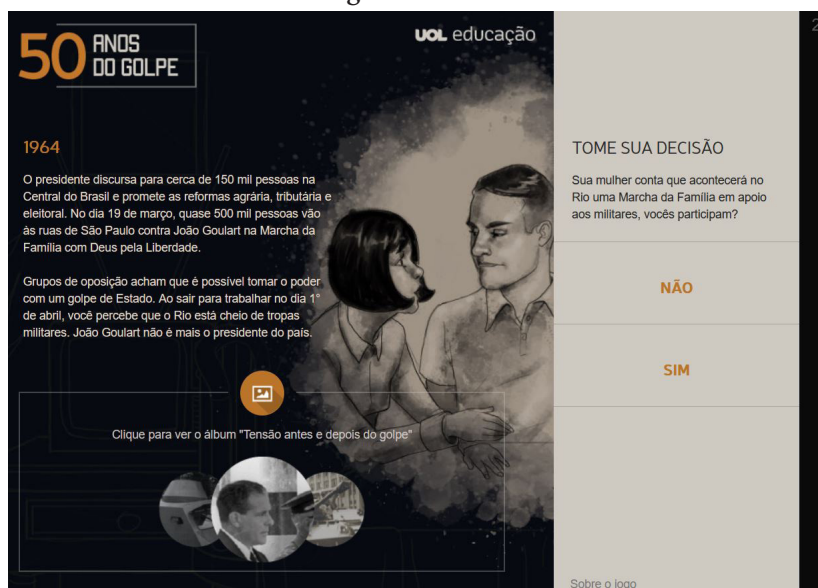 50 ANOS
DO GOLPE
UOL educação
1964
O presidente discursa para cerca de 150 mil pessoas na
Central do Brasil e promete as reformas agrária, tributária e
eleitoral. No dia 19 de março, quase 500 mil pessoas vão
às ruas de São Paulo contra João Goulart na Marcha da
Família com Deus pela Liberdade.
Grupos de oposição acham que é possível tomar o poder
com um golpe de Estado. Ao sair para trabalhar no dia 1°
de abril, você percebe que o Rio está cheio de tropas
militares. João Goulart não é mais o presidente do país.
Clique para ver o álbum "Tensão antes e depois do golpe"
TOME SUA DECISÃO
Sua mulher conta que acontecerá no
Rio uma Marcha da Família em apoio
aos militares, vocês participam?
NÃO
SIM
Sobre o jogo